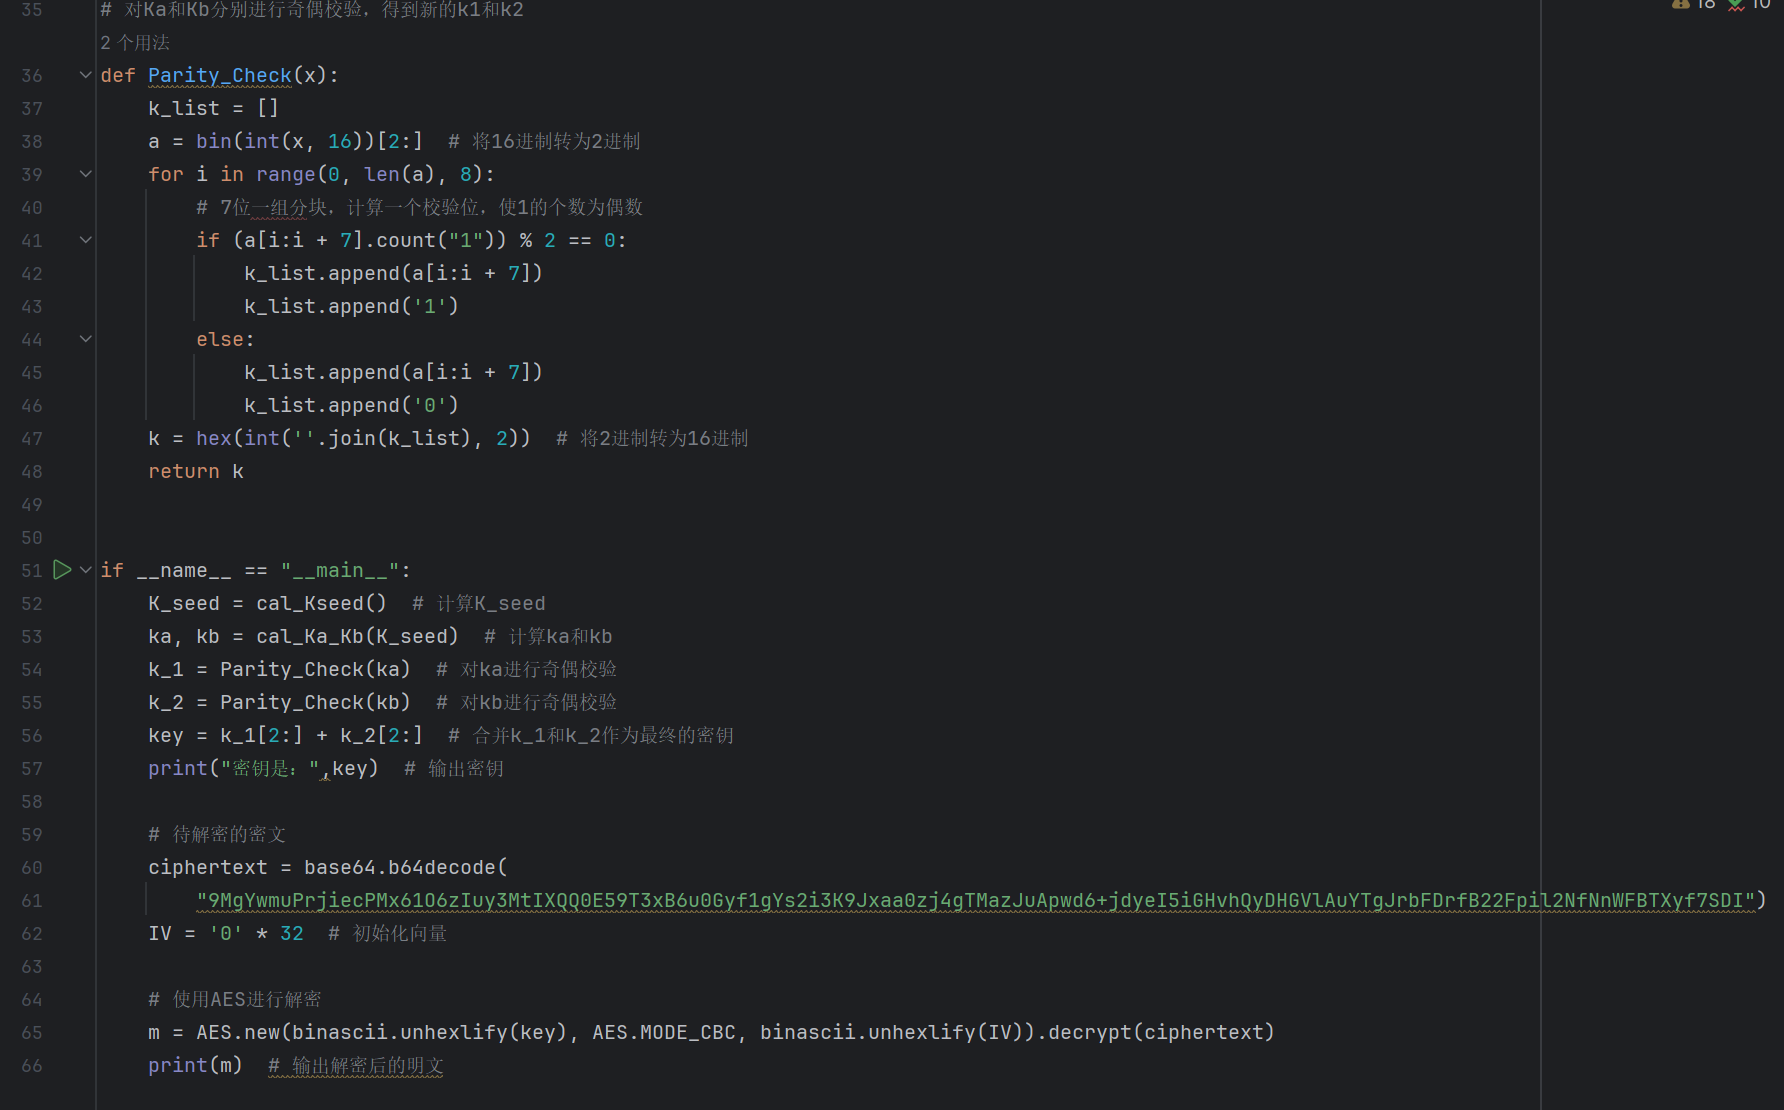 35 # 对Ka和Kb分别进行奇偶校验，得到新的k1和k2 18 10
2 个用法
36 def Parity_Check(x):
37 k_list = []
38 a = bin(int(x, 16))[2:]  # 将16进制转为2进制
39 for i in range(0, len(a), 8):
40 # 7位一组分块，计算一个校验位，使1的个数为偶数
41 if (a[i:i + 7].count("1")) % 2 == 0:
42 k_list.append(a[i:i + 7])
43 k_list.append('1')
44 else:
45 k_list.append(a[i:i + 7])
46 k_list.append('0')
47 k = hex(int(''.join(k_list), 2))  # 将2进制转为16进制
48 return k
49
50
51 if __name__ == "__main__":
52 K_seed = cal_Kseed()  # 计算K_seed
53 ka, kb = cal_Ka_Kb(K_seed)  # 计算ka和kb
54 k_1 = Parity_Check(ka)  # 对ka进行奇偶校验
55 k_2 = Parity_Check(kb)  # 对kb进行奇偶校验
56 key = k_1[2:] + k_2[2:]  # 合并k_1和k_2作为最终的密钥
57 print("密钥是：",key)  # 输出密钥
58
59 # 待解密的密文
60 ciphertext = base64.b64decode(
61 "9MgYwmuPrjiecPMx61O6zIuy3MtIXQQ0E59T3xB6u0Gyf1gYs2i3K9Jxaa0zj4gTMazJuApwd6+jdyeI5iGHvhQyDHGVlAuYTgJrbFDrfB22Fpil2NfNnWFBTXyf7SDI")
62 IV = '0' * 32  # 初始化向量
63
64 # 使用AES进行解密
65 m = AES.new(binascii.unhexlify(key), AES.MODE_CBC, binascii.unhexlify(IV)).decrypt(ciphertext)
66 print(m)  # 输出解密后的明文